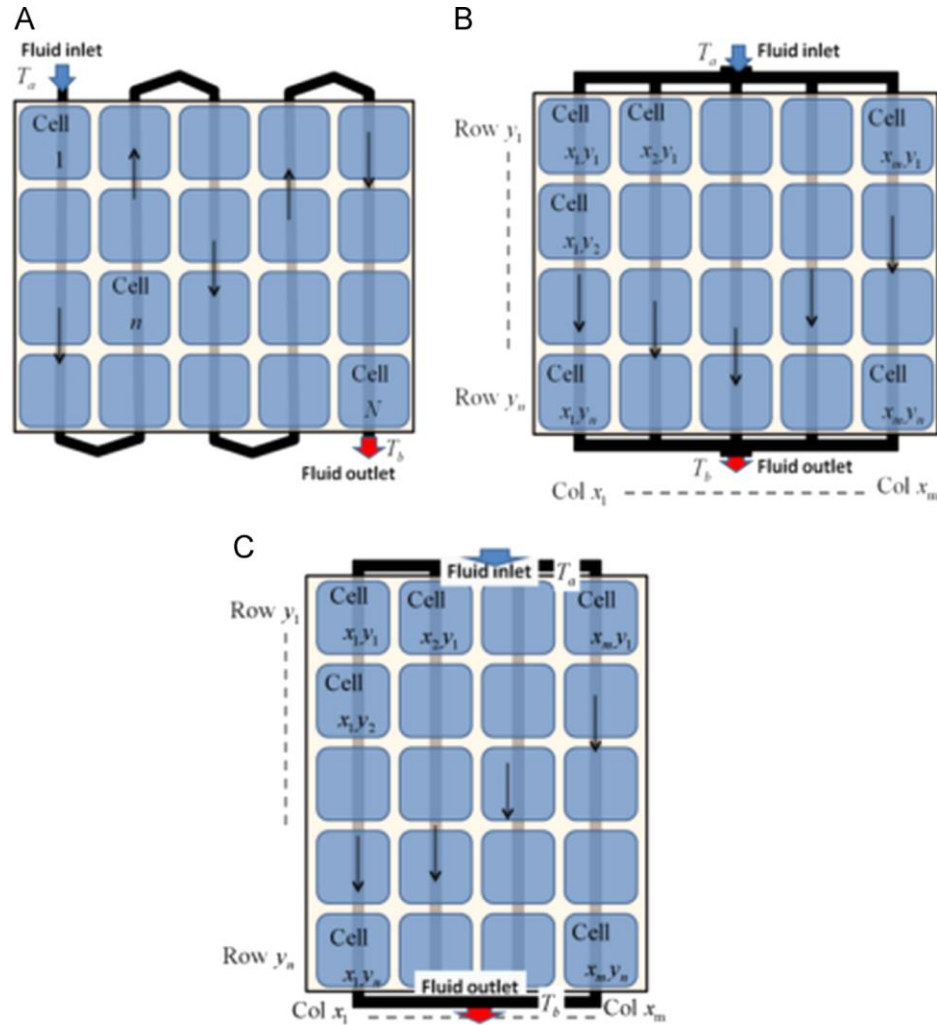 A
Fluid inlet
Tₐ
Cell
1
Cell
n
Cell
N
T_b
Fluid outlet
B
Tₐ Fluid inlet
Row y₁
Cell
x₁,y₁
Cell
x₂,y₁
Cell
xₘ,y₁
Cell
x₁,y₂
Row yₙ
Cell
x₁,yₙ
Cell
xₘ,yₙ
T_b Fluid outlet
Col x₁
Col xₘ
C
Fluid inlet Tₐ
Row y₁
Cell
x₁,y₁
Cell
x₂,y₁
Cell
xₘ,y₁
Cell
x₁,y₂
Row yₙ
Cell
x₁,yₙ
Cell
xₘ,yₙ
Fluid outlet
T_b
Col x₁
Col xₘ